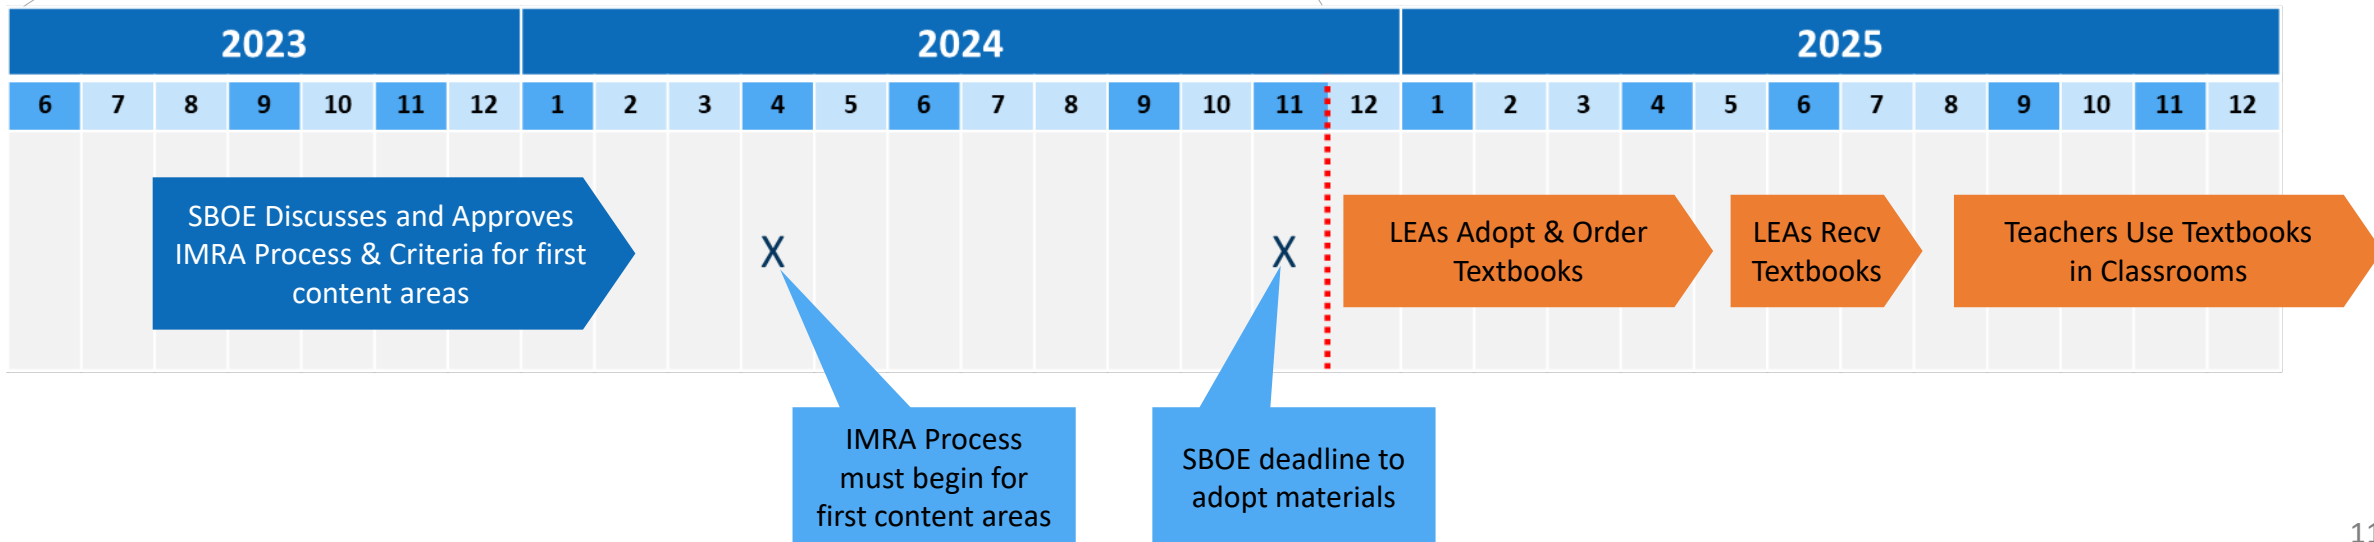 2023 2024 2025
6 7 8 9 10 11 12 1 2 3 4 5 6 7 8 9 10 11 12 1 2 3 4 5 6 7 8 9 10 11 12
SBOE Discusses and Approves
IMRA Process & Criteria for first
content areas
X
X
LEAs Adopt & Order
Textbooks
LEAs Recv
Textbooks
Teachers Use Textbooks
in Classrooms
IMRA Process
must begin for
first content areas
SBOE deadline to
adopt materials
11